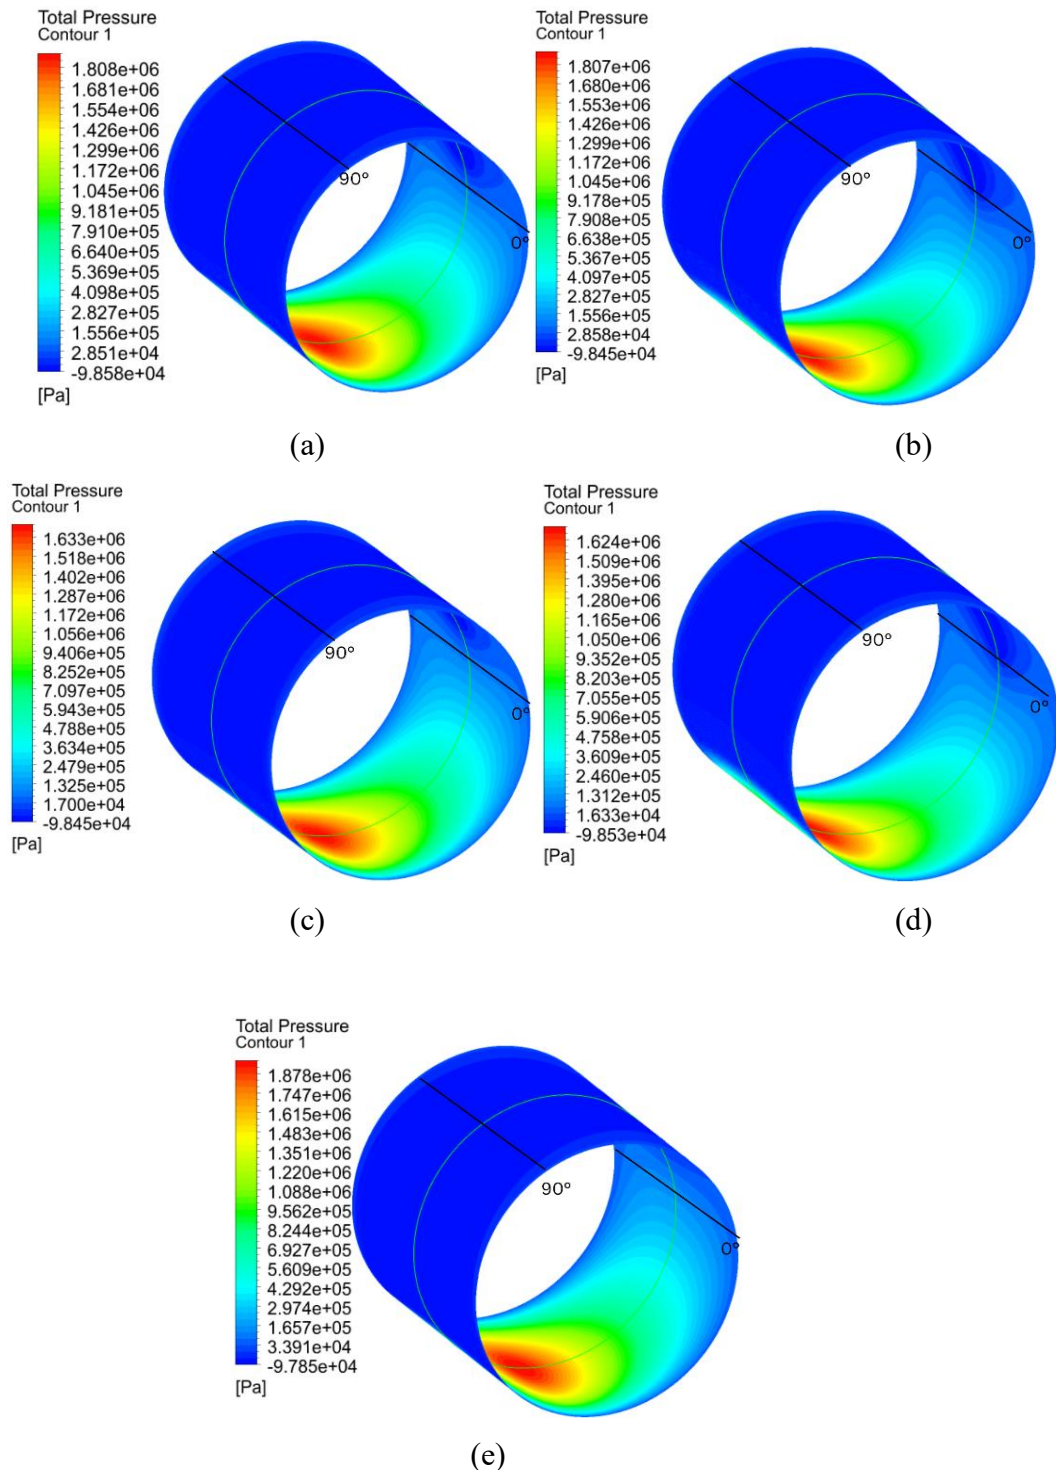 Total Pressure
Contour 1
1.808e+06
1.681e+06
1.554e+06
1.426e+06
1.299e+06
1.172e+06
1.045e+06
9.181e+05
7.910e+05
6.640e+05
5.369e+05
4.098e+05
2.827e+05
1.556e+05
2.851e+04
-9.858e+04
[Pa]
90°
0°
(a)
Total Pressure
Contour 1
1.807e+06
1.680e+06
1.553e+06
1.426e+06
1.299e+06
1.172e+06
1.045e+06
9.178e+05
7.908e+05
6.638e+05
5.367e+05
4.097e+05
2.827e+05
1.556e+05
2.858e+04
-9.845e+04
[Pa]
90°
0°
(b)
Total Pressure
Contour 1
1.633e+06
1.518e+06
1.402e+06
1.287e+06
1.172e+06
1.056e+06
9.406e+05
8.252e+05
7.097e+05
5.943e+05
4.788e+05
3.634e+05
2.479e+05
1.325e+05
1.700e+04
-9.845e+04
[Pa]
90°
0°
(c)
Total Pressure
Contour 1
1.624e+06
1.509e+06
1.395e+06
1.280e+06
1.165e+06
1.050e+06
9.352e+05
8.203e+05
7.055e+05
5.906e+05
4.758e+05
3.609e+05
2.460e+05
1.312e+05
1.633e+04
-9.853e+04
[Pa]
90°
0°
(d)
Total Pressure
Contour 1
1.878e+06
1.747e+06
1.615e+06
1.483e+06
1.351e+06
1.220e+06
1.088e+06
9.562e+05
8.244e+05
6.927e+05
5.609e+05
4.292e+05
2.974e+05
1.657e+05
3.391e+04
-9.785e+04
[Pa]
90°
0°
(e)